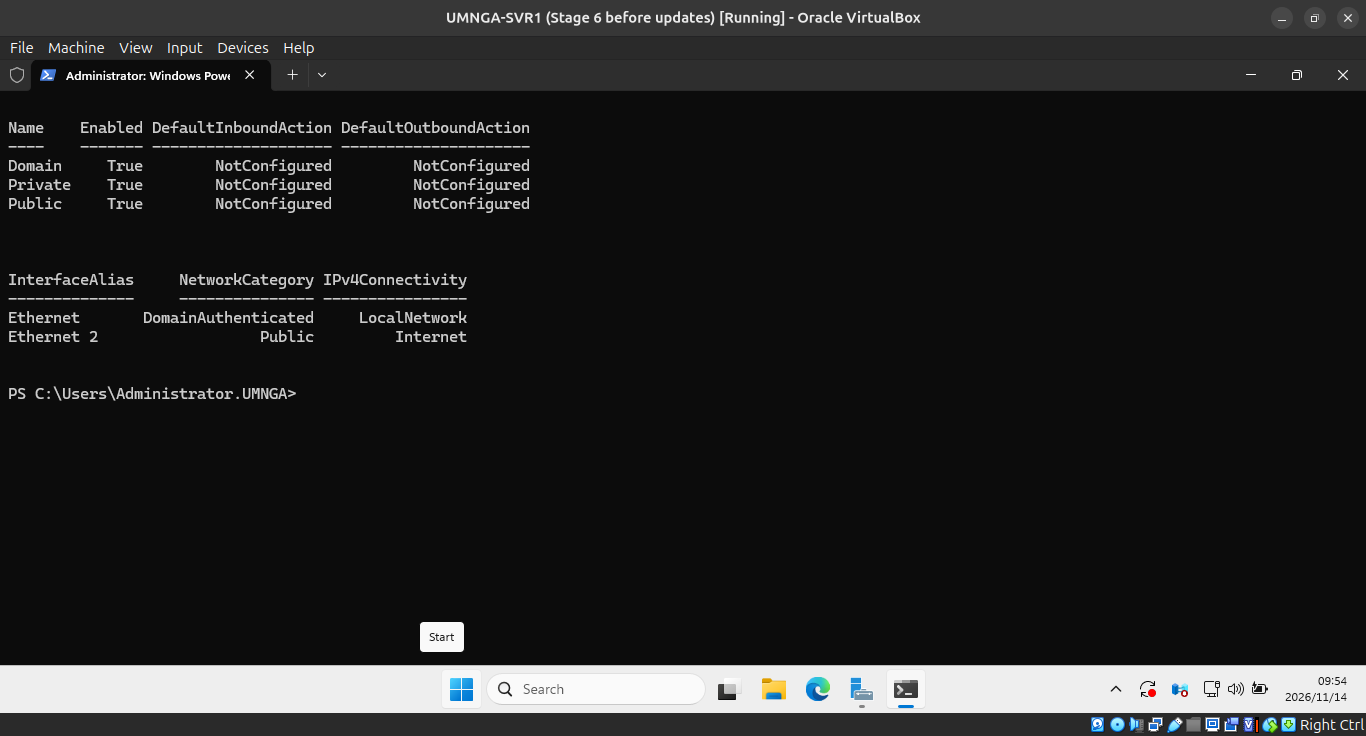 UMNGA-SVR1 (Stage 6 before updates) [Running] - Oracle VirtualBox
File Machine View Input Devices Help
Administrator: Windows Powe
Name Enabled DefaultInboundAction DefaultOutboundAction
---- ------- -------------------- ---------------------
Domain True NotConfigured NotConfigured
Private True NotConfigured NotConfigured
Public True NotConfigured NotConfigured
InterfaceAlias NetworkCategory IPv4Connectivity
-------------- --------------- ----------------
Ethernet DomainAuthenticated LocalNetwork
Ethernet 2 Public Internet
PS C:\Users\Administrator.UMNGA>
Start
Search
09:54
2026/11/14
Right Ctrl